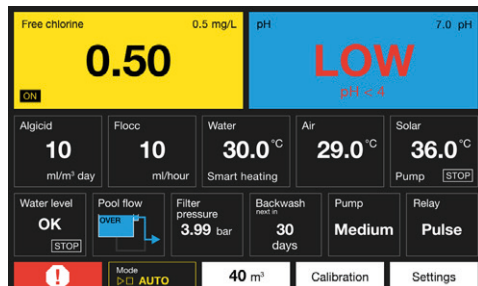 Free chlorine 0.5 mg/L
0.50
ON
pH 7.0 pH
LOW
pH < 4
Algicid
10
ml/m³ day
Flocc
10
ml/hour
Water
30.0°C
Smart heating
Air
29.0°C
Solar
36.0°C
Pump STOP
Water level
OK
STOP
Pool flow
OVER
Filter
pressure
3.99 bar
Backwash
next in
30
days
Pump
Medium
Relay
Pulse
!
Mode
AUTO
40 m³
Calibration
Settings